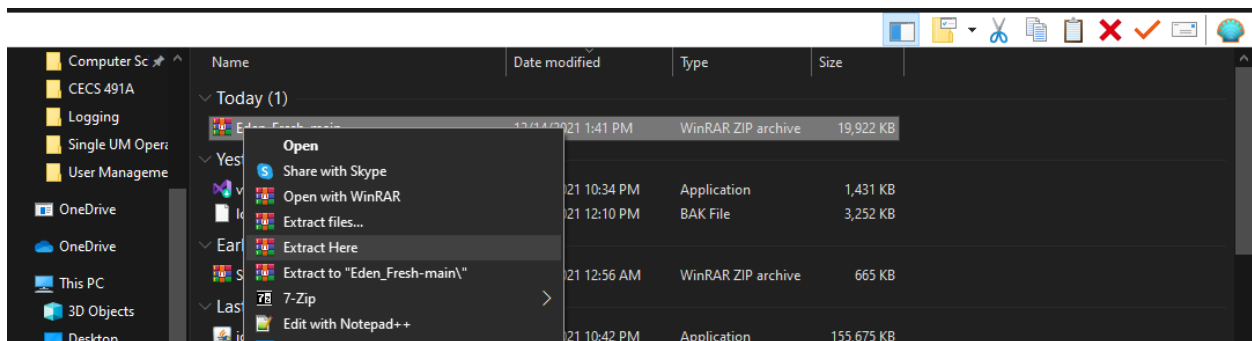 Computer Sc
Name Date modified Type Size
CECS 491A
Today (1)
Logging
12/14/2021 1:41 PM WinRAR ZIP archive 19,922 KB
Single UM Opera
Open
User Manageme
Share with Skype
Open with WinRAR 21 10:34 PM Application 1,431 KB
OneDrive
Extract files... 21 12:10 PM BAK File 3,252 KB
OneDrive
Extract Here
This PC
Extract to "Eden_Fresh-main\" 21 12:56 AM WinRAR ZIP archive 665 KB
3D Objects
7-Zip
Edit with Notepad++
Desktop 21 10:42 PM Application 155,675 KB